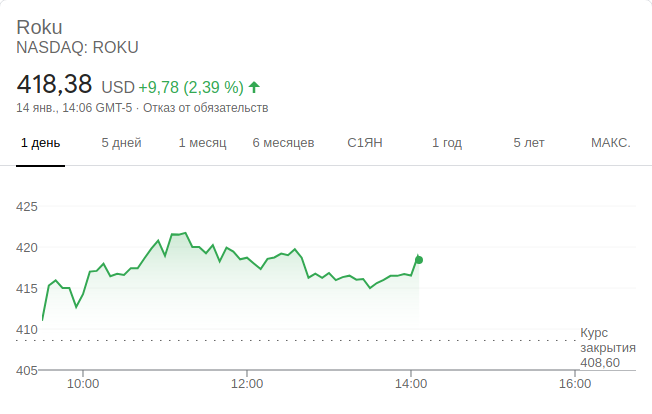 Roku
NASDAQ: ROKU
418,38 USD +9,78 (2,39 %)
14 янв., 14:06 GMT-5 · Отказ от обязательств
1 день 5 дней 1 месяц 6 месяцев С1ЯН 1 год 5 лет МАКС.
425
420
415
410
405
Курс
закрытия
408,60
10:00 12:00 14:00 16:00